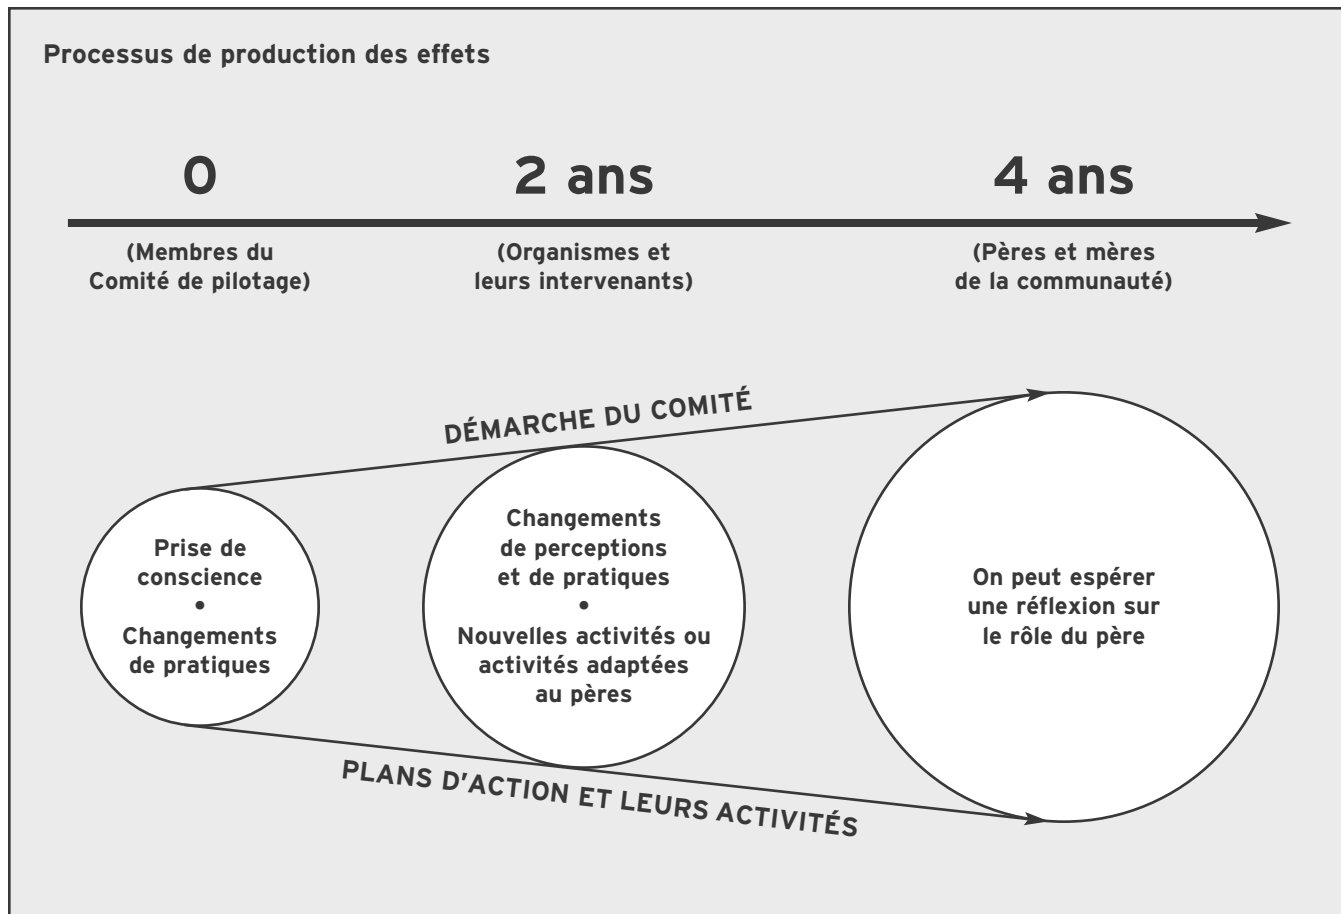 Processus de production des effets
0
2 ans
4 ans
(Membres du
Comité de pilotage)
(Organismes et
leurs intervenants)
(Pères et mères
de la communauté)
DÉMARCHE DU COMITÉ
Prise de
conscience
•
Changements
de pratiques
Changements
de perceptions
et de pratiques
•
Nouvelles activités ou
activités adaptées
au pères
On peut espérer
une réflexion sur
le rôle du père
PLANS D'ACTION ET LEURS ACTIVITÉS